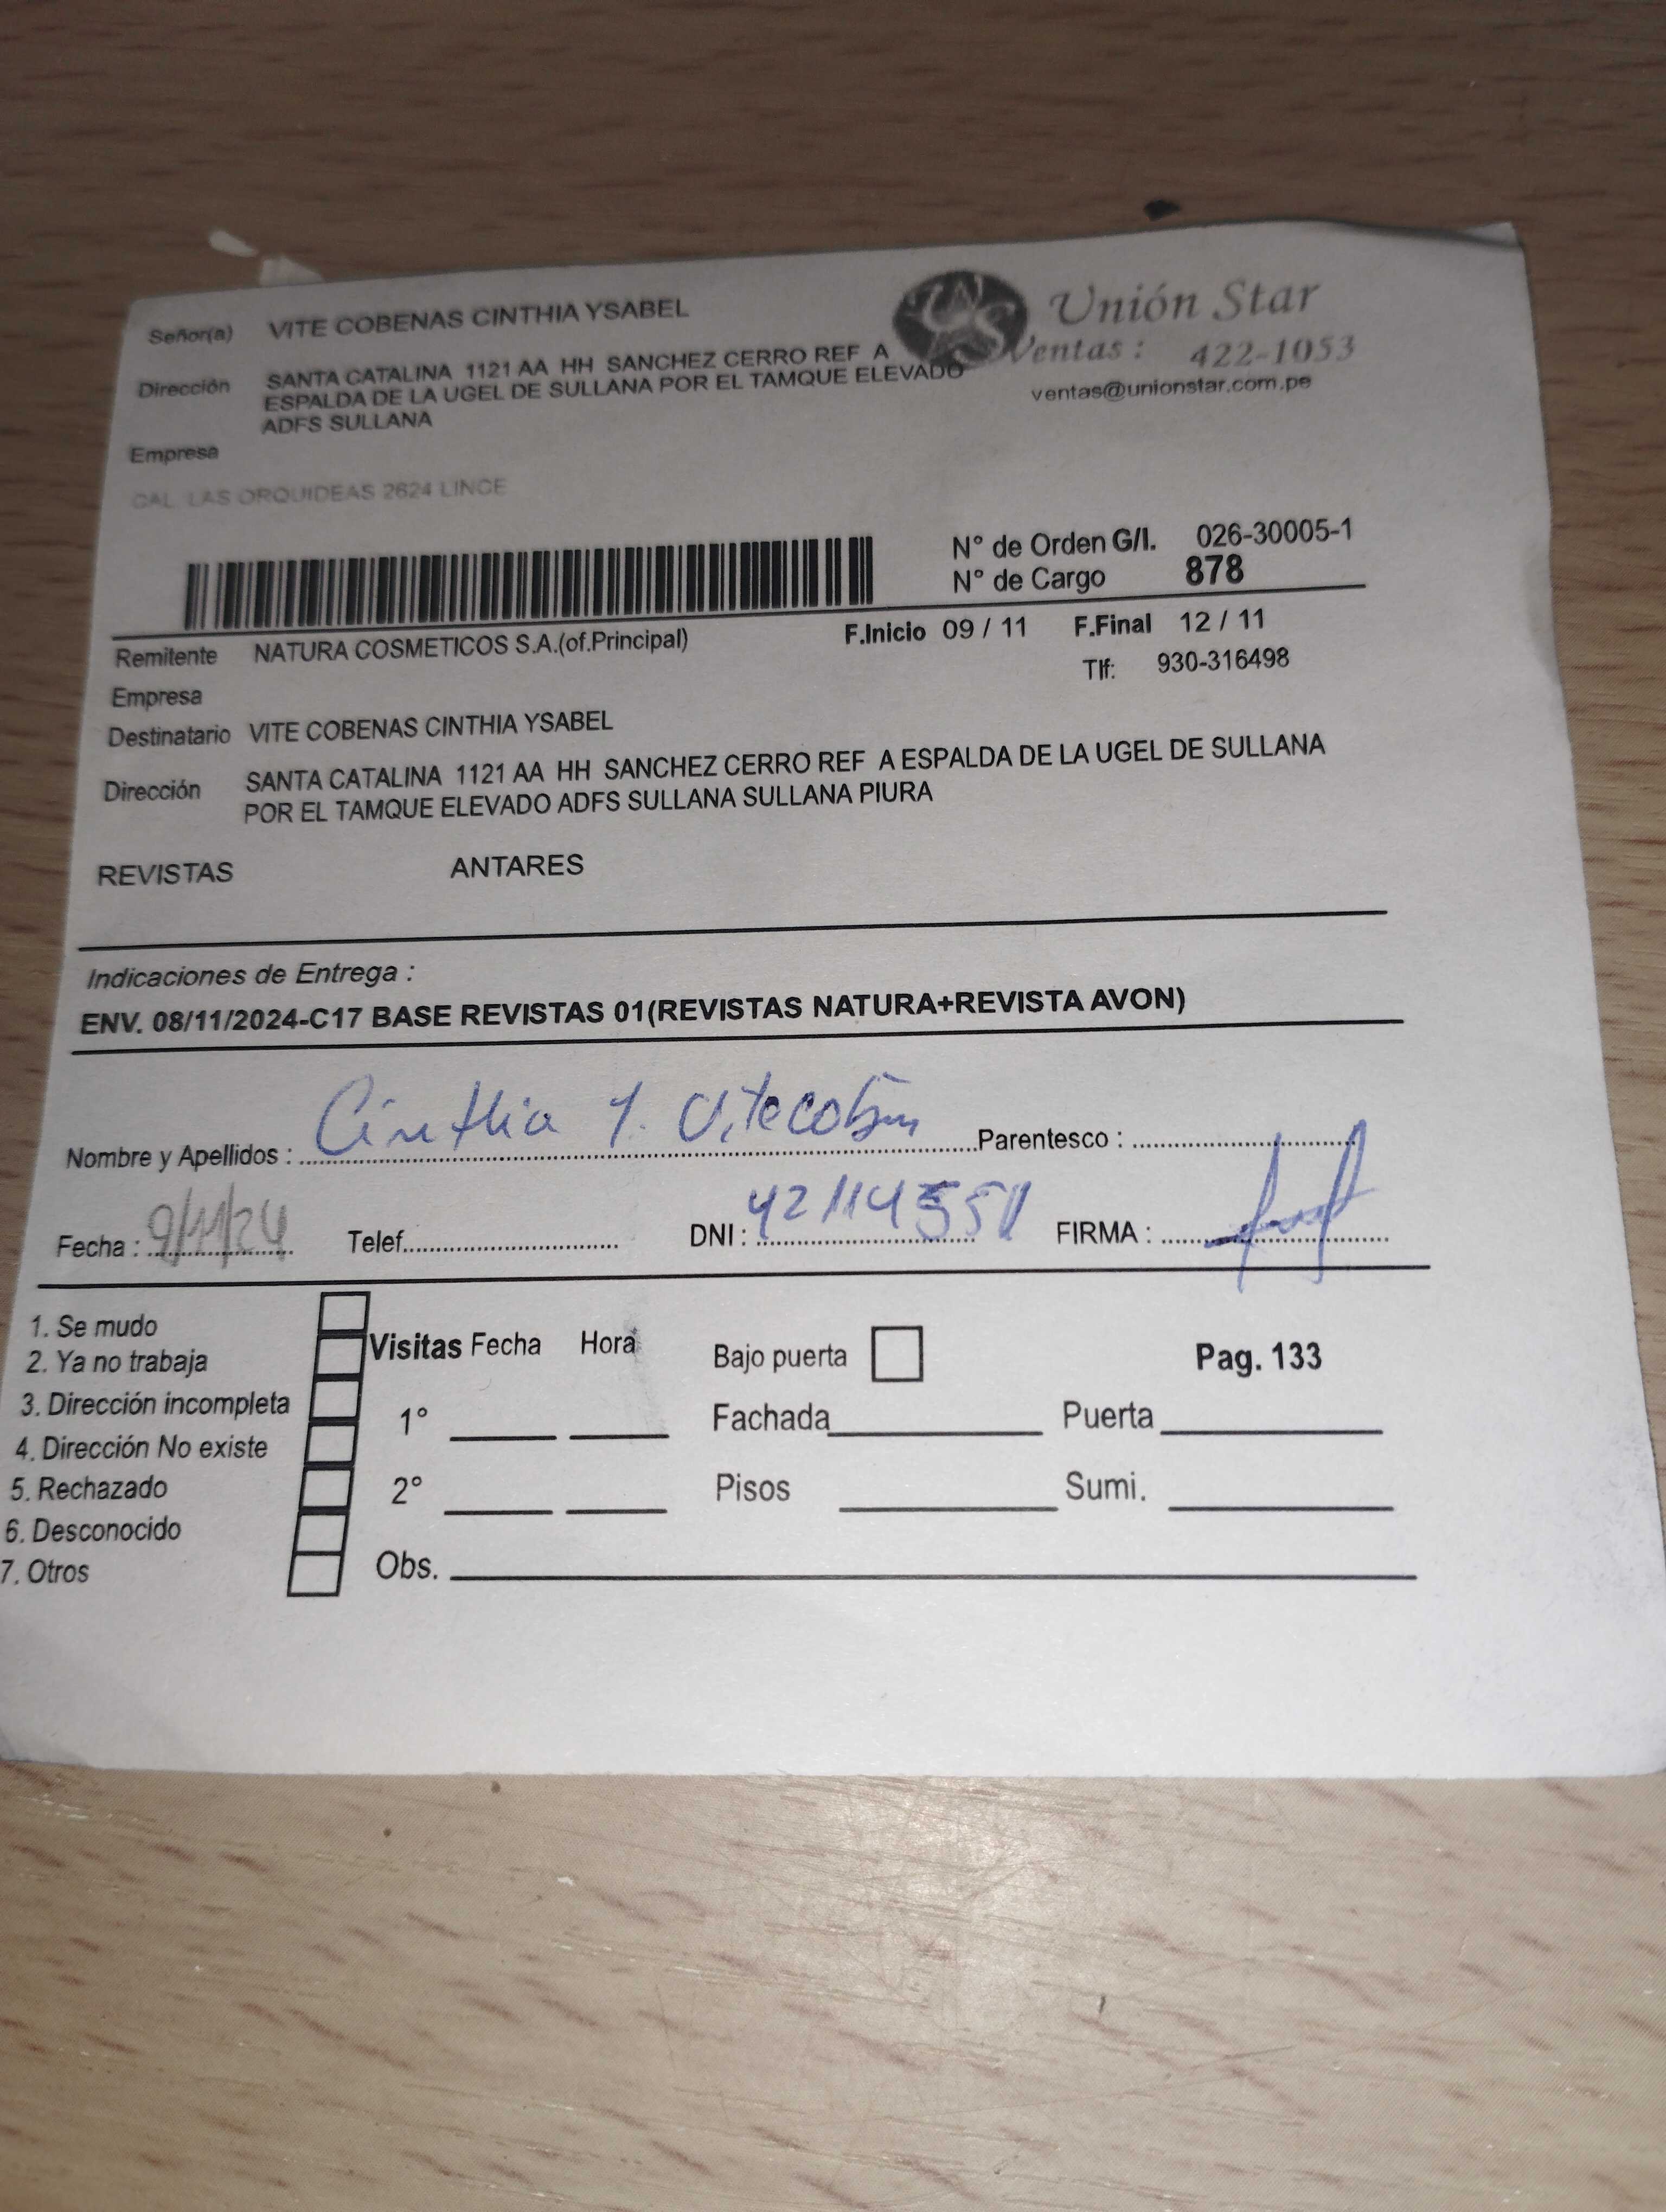 Señor(a) VITE COBENAS CINTHIA YSABEL
Unión Star
Ventas : 422-1053
ventas@unionstar.com.pe
Dirección SANTA CATALINA 1121 AA HH SANCHEZ CERRO REF A
ESPALDA DE LA UGEL DE SULLANA POR EL TAMQUE ELEVADO
ADFS SULLANA
Empresa
CAL LAS ORQUIDEAS 2624 LINCE
N° de Orden G/I. 026-30005-1
N° de Cargo 878
Remitente NATURA COSMETICOS S.A.(of.Principal) F.Inicio 09 / 11 F.Final 12 / 11
Tlf: 930-316498
Empresa
Destinatario VITE COBENAS CINTHIA YSABEL
Dirección SANTA CATALINA 1121 AA HH SANCHEZ CERRO REF A ESPALDA DE LA UGEL DE SULLANA
POR EL TAMQUE ELEVADO ADFS SULLANA SULLANA PIURA
REVISTAS ANTARES
Indicaciones de Entrega :
ENV. 08/11/2024-C17 BASE REVISTAS 01(REVISTAS NATURA+REVISTA AVON)
Nombre y Apellidos : Cinthia Y. Parentesco :
Fecha : 9/11/24 Telef. DNI : FIRMA :
1. Se mudo
2. Ya no trabaja
3. Dirección incompleta
4. Dirección No existe
5. Rechazado
6. Desconocido
7. Otros
Visitas Fecha Hora Bajo puerta Pag. 133
1° Fachada Puerta
2° Pisos Sumi.
Obs.